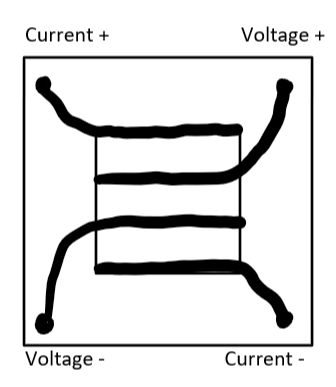 Current +
Voltage +
Voltage -
Current -